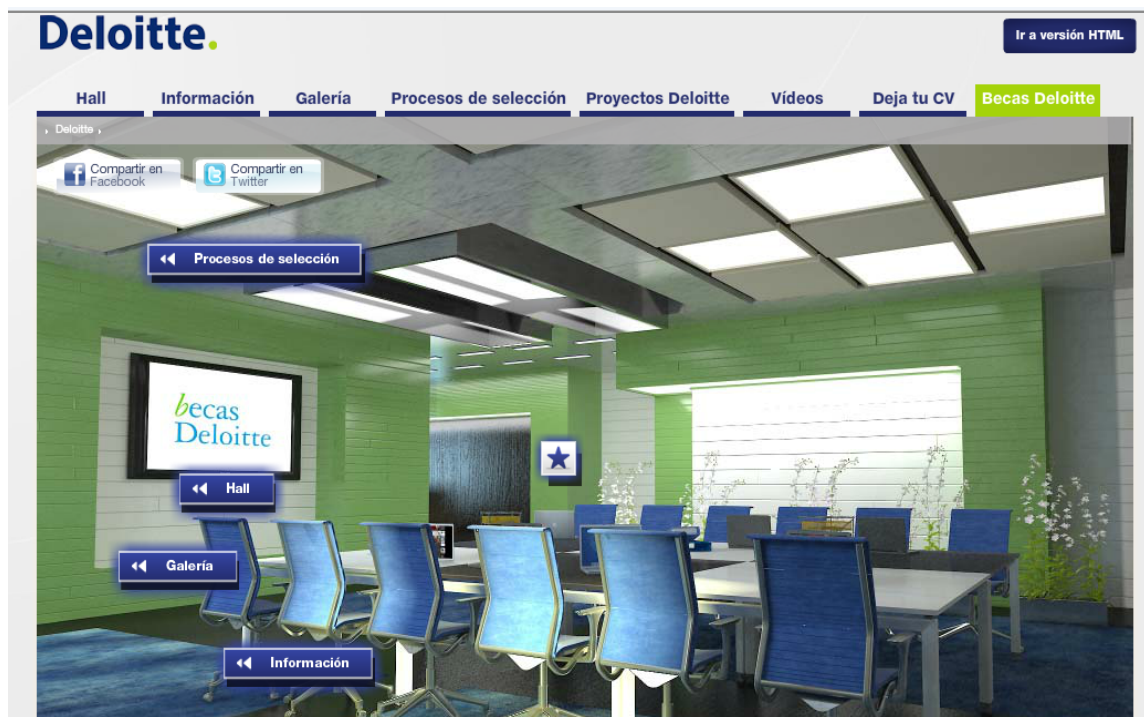 Deloitte.
Ir a versión HTML
Hall Información Galería Procesos de selección Proyectos Deloitte Vídeos Deja tu CV Becas Deloitte
Deloitte
Compartir en
Facebook
Compartir en
Twitter
Procesos de selección
becas
Deloitte
Hall
Galería
Información